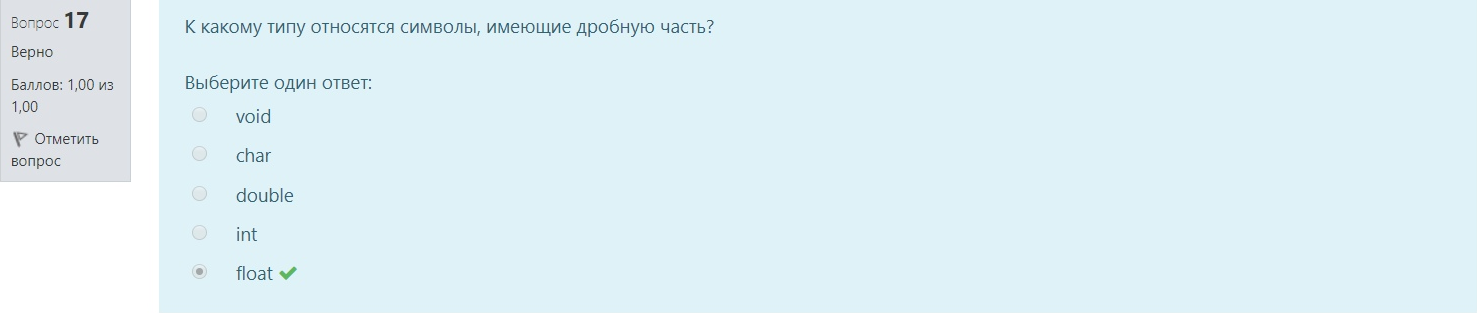 Вопрос 17
Верно
Баллов: 1,00 из
1,00
Отметить
вопрос
К какому типу относятся символы, имеющие дробную часть?
Выберите один ответ:
void
char
double
int
float